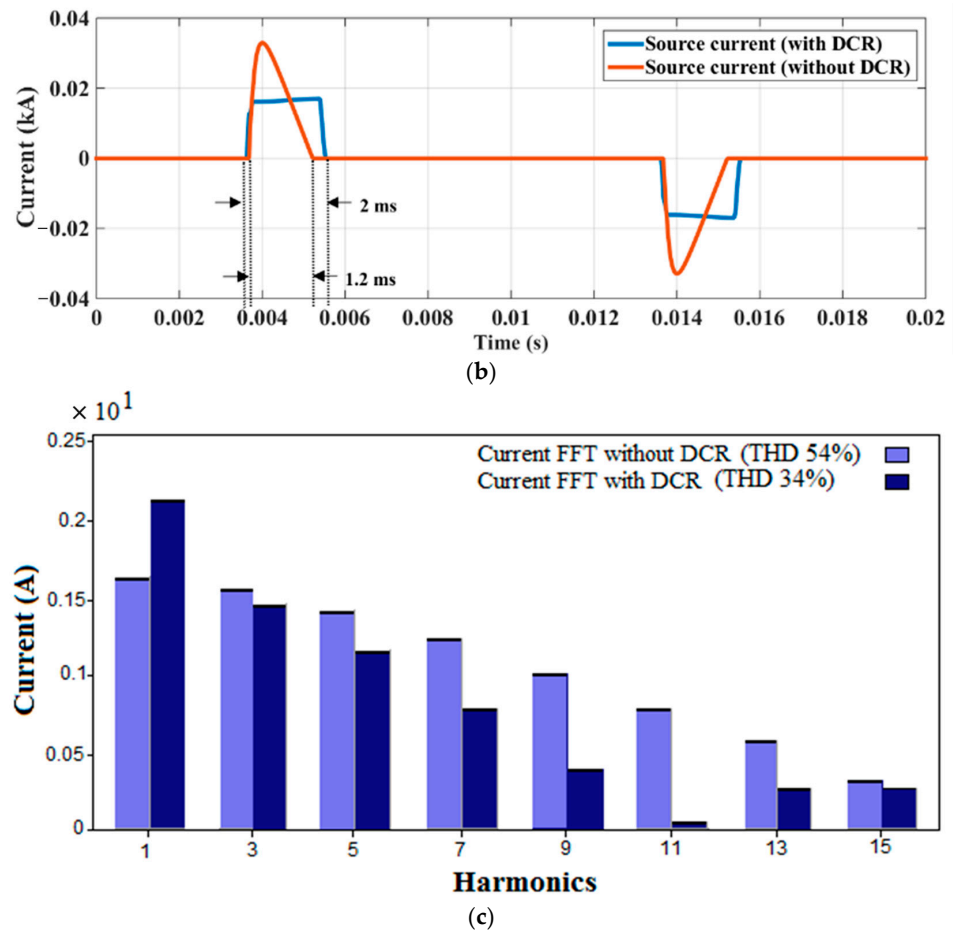 0.04
0.02
0
−0.02
−0.04
Current (kA)
Source current (with DCR)
Source current (without DCR)
2 ms
1.2 ms
0 0.002 0.004 0.006 0.008 0.01 0.012 0.014 0.016 0.018 0.02
Time (s)
(b)
× 10¹
0.25
0.2
0.15
0.1
0.05
0
Current (A)
Current FFT without DCR (THD 54%)
Current FFT with DCR (THD 34%)
1 3 5 7 9 11 13 15
Harmonics
(c)